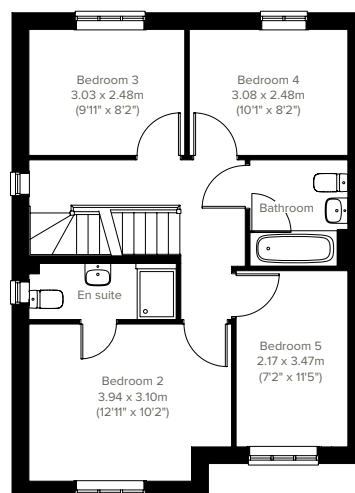 Bedroom 3
3.03 x 2.48m
(9'11" x 8'2")
Bedroom 4
3.08 x 2.48m
(10'1" x 8'2")
Bathroom
En suite
Bedroom 5
2.17 x 3.47m
(7'2" x 11'5")
Bedroom 2
3.94 x 3.10m
(12'11" x 10'2")